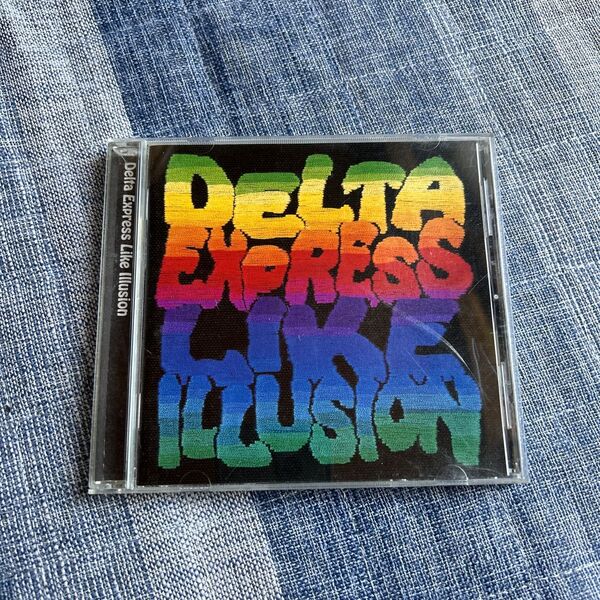 Delta Express Like Illusion
DELTA
EXPRESS
LIKE
ILLUSION